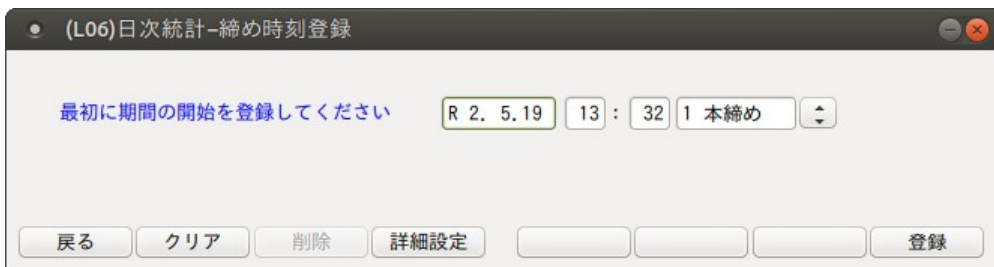 (L06)日次統計–締め時刻登録
最初に期間の開始を登録してください R 2. 5.19 13 : 32 1 本締め
戻る クリア 削除 詳細設定 登録